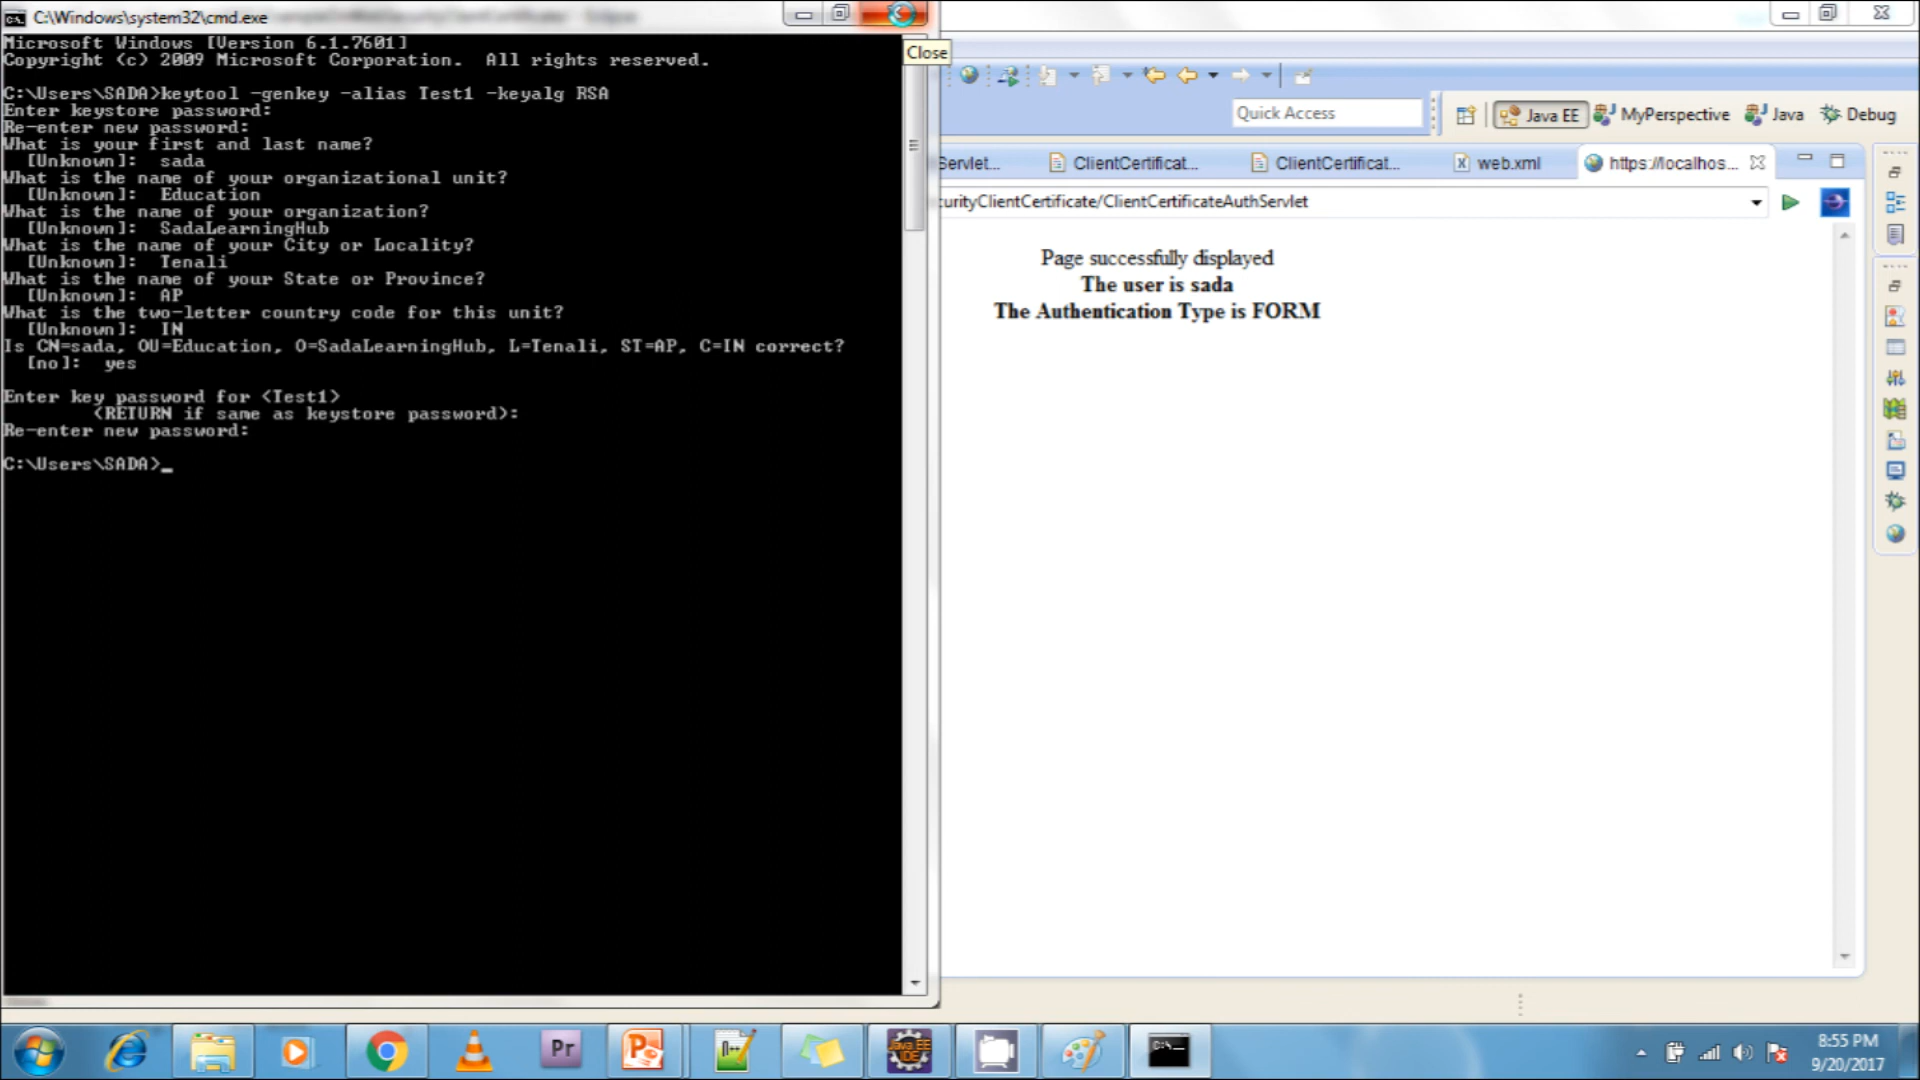 C:\Windows\system32\cmd.exe
Microsoft Windows [Version 6.1.7601]
Copyright (c) 2009 Microsoft Corporation.  All rights reserved.
C:\Users\SADA>keytool -genkey -alias Test1 -keyalg RSA
Enter keystore password:
Re-enter new password:
What is your first and last name?
[Unknown]:  sada
What is the name of your organizational unit?
[Unknown]:  Education
What is the name of your organization?
[Unknown]:  SadaLearningHub
What is the name of your City or Locality?
[Unknown]:  Tenali
What is the name of your State or Province?
[Unknown]:  AP
What is the two-letter country code for this unit?
[Unknown]:  IN
Is CN=sada, OU=Education, O=SadaLearningHub, L=Tenali, ST=AP, C=IN correct?
[no]:  yes
Enter key password for <Test1>
(RETURN if same as keystore password):
Re-enter new password:
C:\Users\SADA>_
Close
Quick Access
Java EE
MyPerspective
Java
Debug
Servlet...
ClientCertificat...
ClientCertificat...
web.xml
https://localhos...
curityClientCertificate/ClientCertificateAuthServlet
Page successfully displayed
The user is sada
The Authentication Type is FORM
Pr
Java EE
IDE
8:55 PM
9/20/2017